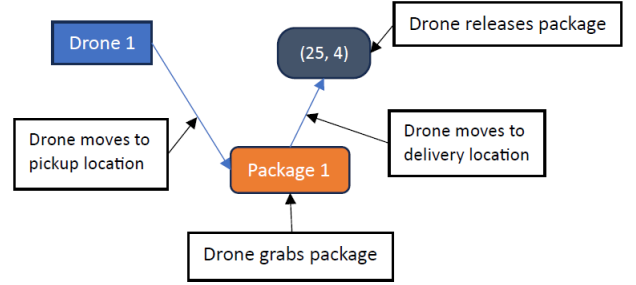 Drone 1
(25, 4)
Drone releases package
Drone moves to
pickup location
Drone moves to
delivery location
Package 1
Drone grabs package